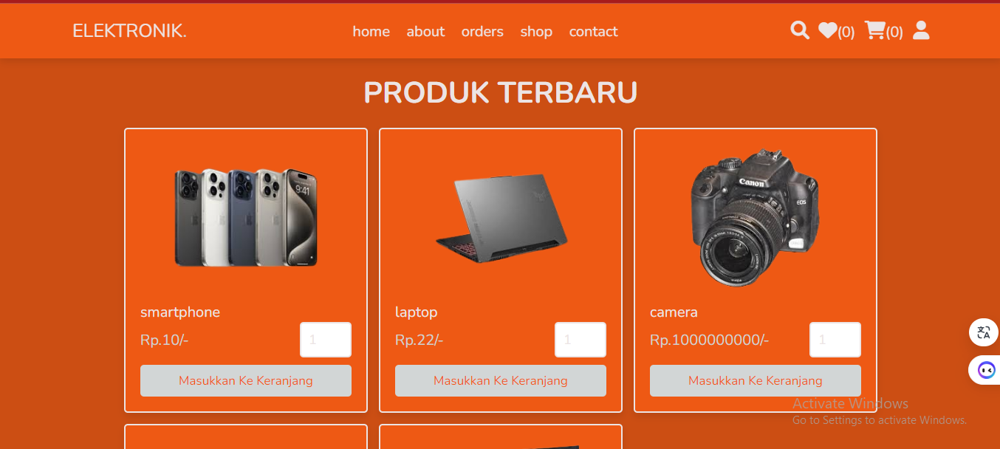 ELEKTRONIK.
home about orders shop contact
(0) (0)
PRODUK TERBARU
9:41
Canon
EOS
smartphone
Rp.10/-
1
Masukkan Ke Keranjang
laptop
Rp.22/-
1
Masukkan Ke Keranjang
camera
Rp.1000000000/-
1
Masukkan Ke Keranjang
Activate Windows
Go to Settings to activate Windows.